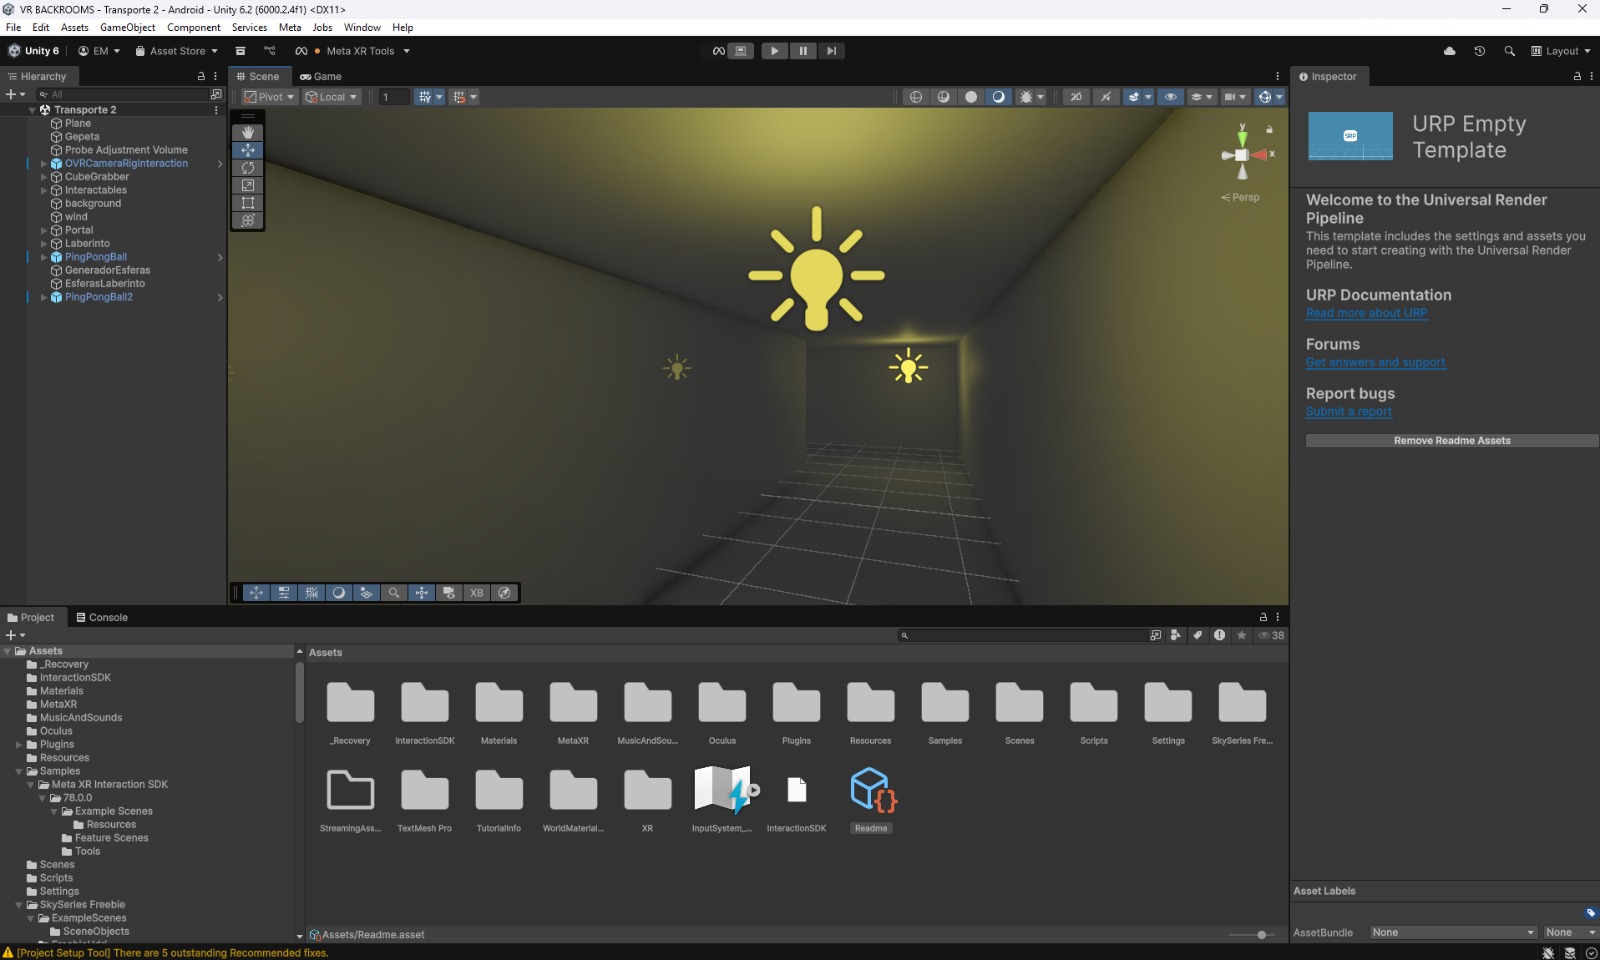 VR BACKROOMS - Transporte 2 - Android - Unity 6.2 (6000.2.4f1) <DX11>
File Edit Assets GameObject Component Services Meta Jobs Window Help
Unity 6 EM Asset Store Meta XR Tools Layout
Hierarchy
All
Transporte 2
Plane
Gepeta
Probe Adjustment Volume
OVRCameraRigInteraction
CubeGrabber
Interactables
background
wind
Portal
Laberinto
PingPongBall
GeneradorEsferas
EsferasLaberinto
PingPongBall2
Scene Game
Pivot Local 1 2D
y
x
Persp
XB
Inspector
URP Empty
Template
Welcome to the Universal Render
Pipeline
This template includes the settings and assets you
need to start creating with the Universal Render
Pipeline.
URP Documentation
Read more about URP
Forums
Get answers and support
Report bugs
Submit a report
Remove Readme Assets
Project Console
38
Assets
_Recovery
InteractionSDK
Materials
MetaXR
MusicAndSounds
Oculus
Plugins
Resources
Samples
Meta XR Interaction SDK
78.0.0
Example Scenes
Resources
Feature Scenes
Tools
Scenes
Scripts
Settings
SkySeries Freebie
ExampleScenes
SceneObjects
Assets
_Recovery InteractionSDK Materials MetaXR MusicAndSou... Oculus Plugins Resources Samples Scenes Scripts Settings SkySeries Fre...
StreamingAss... TextMesh Pro TutorialInfo WorldMaterial... XR InputSystem_... InteractionSDK Readme
Assets/Readme.asset
Asset Labels
AssetBundle None None
[Project Setup Tool] There are 5 outstanding Recommended fixes.